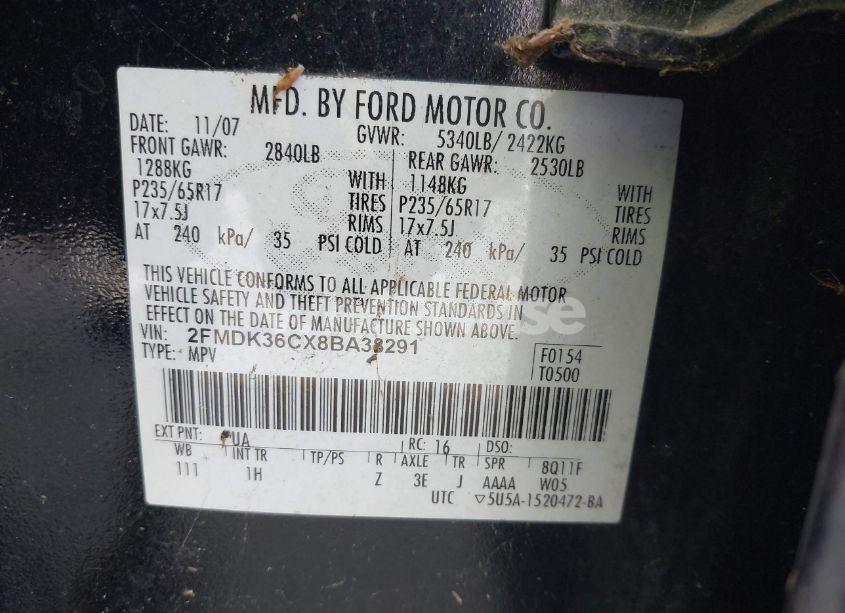 MFD. BY FORD MOTOR CO.
DATE: 11/07 GVWR: 5340LB/ 2422KG
FRONT GAWR: 2840LB REAR GAWR: 2530LB
1288KG WITH 1148KG WITH
P235/65R17 TIRES P235/65R17 TIRES
17x7.5J RIMS 17x7.5J RIMS
AT 240 kPa/ 35 PSI COLD AT 240 kPa/ 35 PSI COLD
THIS VEHICLE CONFORMS TO ALL APPLICABLE FEDERAL MOTOR
VEHICLE SAFETY AND THEFT PREVENTION STANDARDS IN
EFFECT ON THE DATE OF MANUFACTURE SHOWN ABOVE.
VIN: 2FMDK36CX8BA38291
TYPE: MPV
F0154
T0500
EXT PNT: UA RC: 16 DSO:
WB INT TR TP/PS R AXLE TR SPR 8Q11F
111 1H Z 3E J AAAA W05
UTC ▽5U5A-1520472-BA